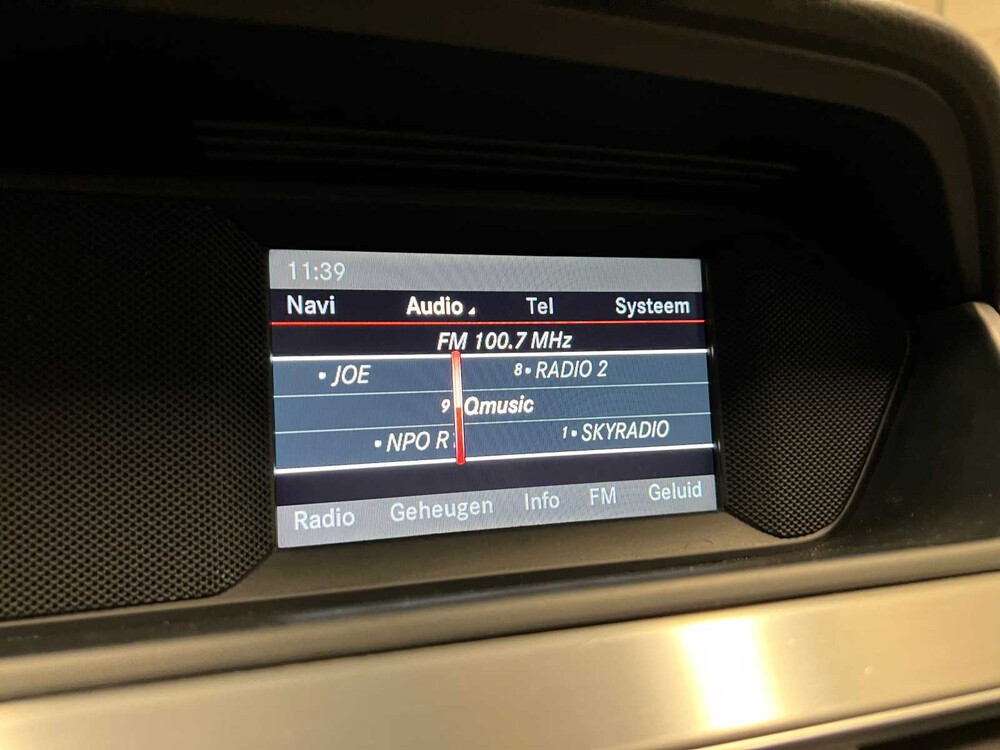 11:39
Navi Audio Tel Systeem
FM 100.7 MHz
• JOE 8• RADIO 2
9 Qmusic
• NPO R 1• SKYRADIO
Radio Geheugen Info FM Geluid